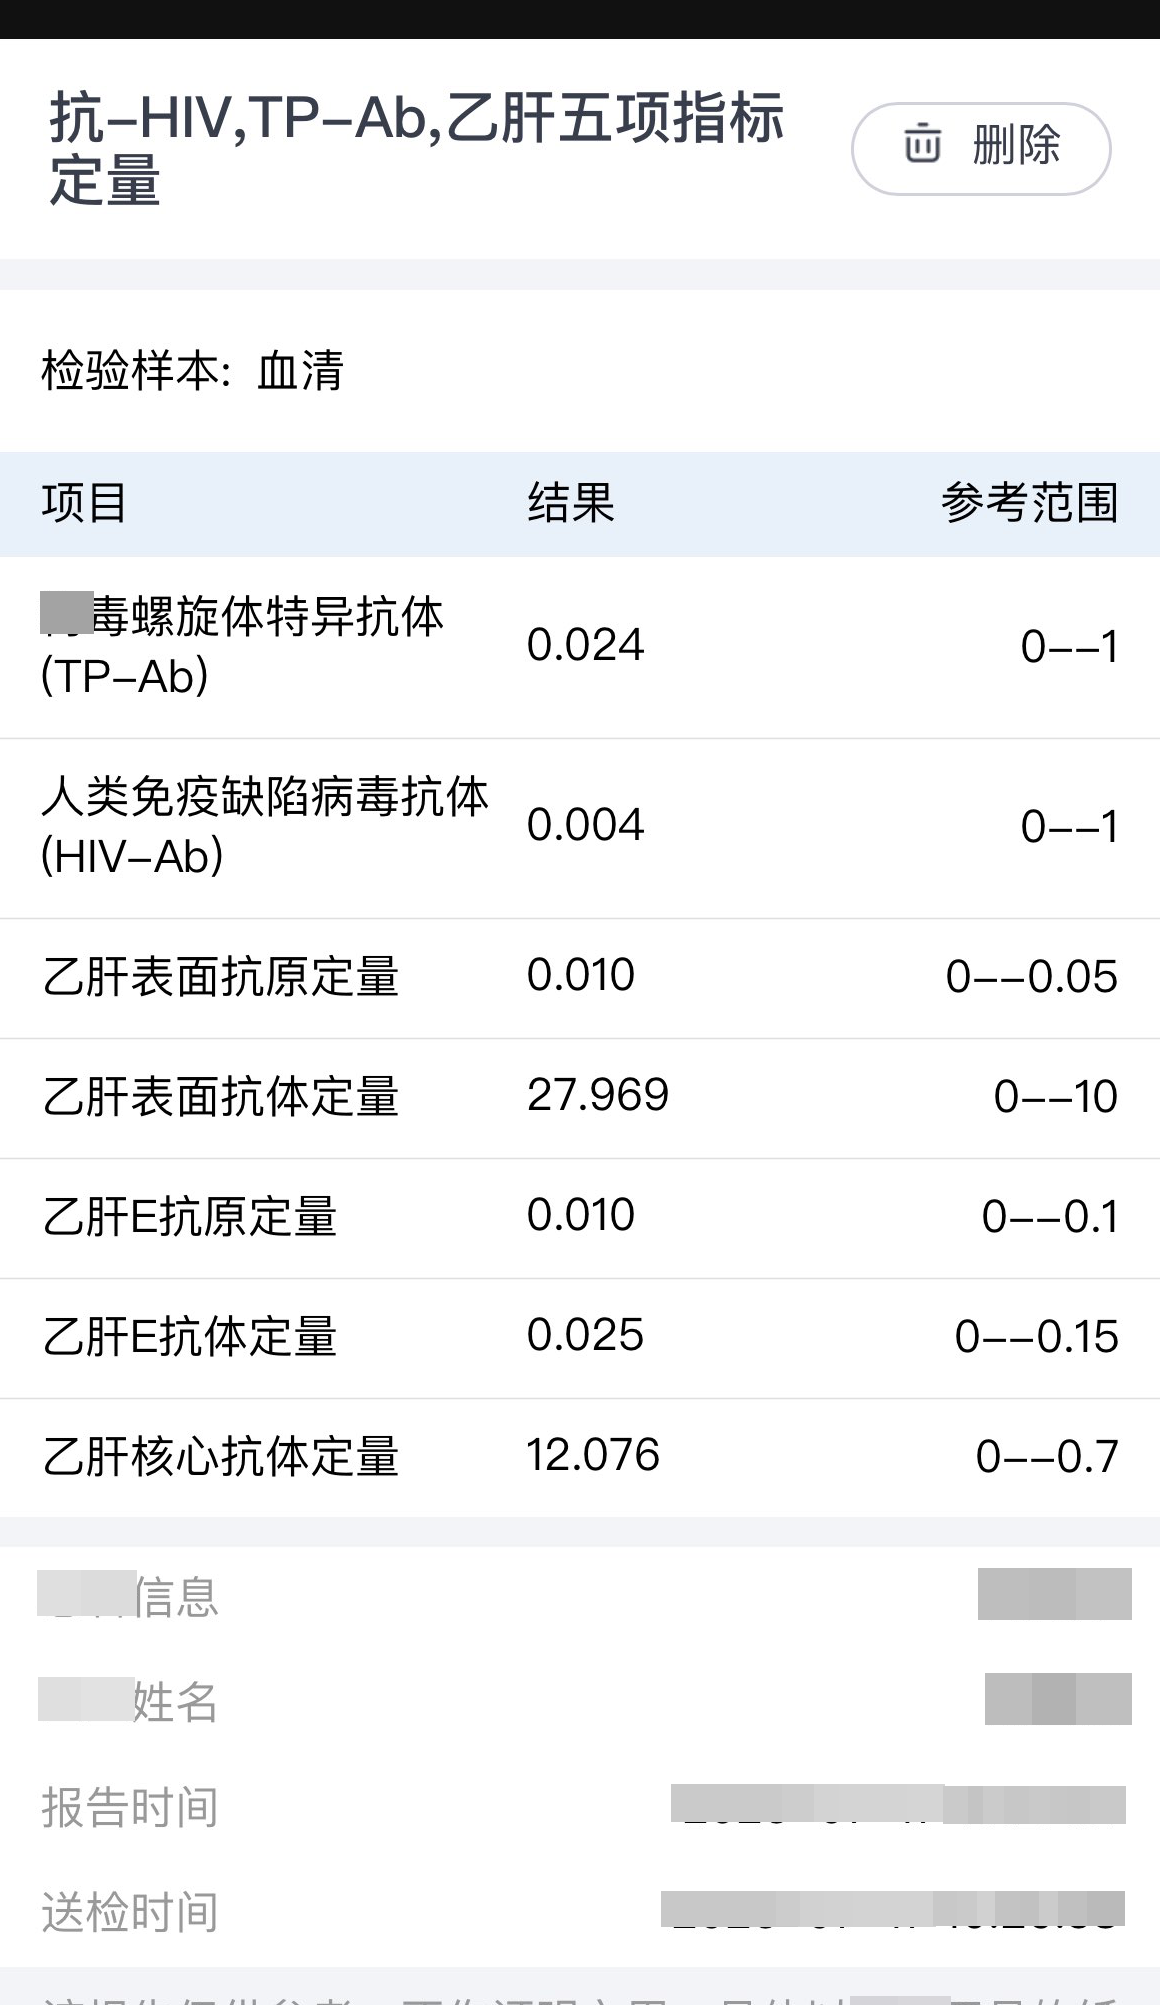 抗-HIV,TP-Ab,乙肝五项指标
定量
删除
检验样本: 血清
项目 结果 参考范围
毒螺旋体特异抗体
(TP-Ab) 0.024 0--1
人类免疫缺陷病毒抗体
(HIV-Ab) 0.004 0--1
乙肝表面抗原定量 0.010 0--0.05
乙肝表面抗体定量 27.969 0--10
乙肝E抗原定量 0.010 0--0.1
乙肝E抗体定量 0.025 0--0.15
乙肝核心抗体定量 12.076 0--0.7
信息
姓名
报告时间
送检时间